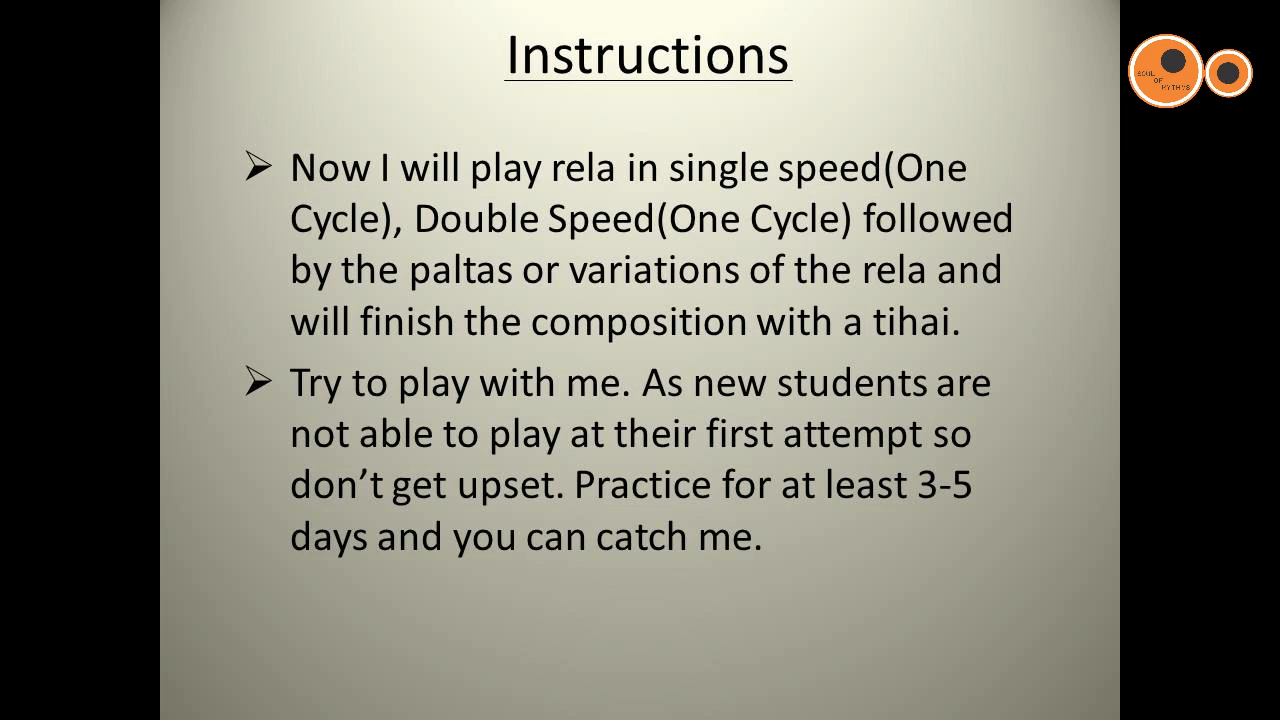 Instructions
SOUL
OF
RYTHMS
➢ Now I will play rela in single speed(One
Cycle), Double Speed(One Cycle) followed
by the paltas or variations of the rela and
will finish the composition with a tihai.
➢ Try to play with me. As new students are
not able to play at their first attempt so
don’t get upset. Practice for at least 3-5
days and you can catch me.